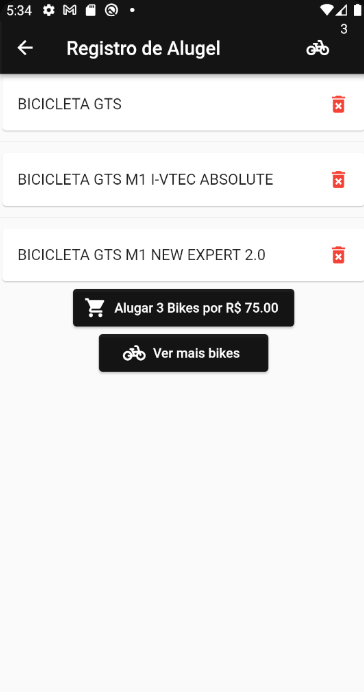 5:34
3
Registro de Alugel
BICICLETA GTS
BICICLETA GTS M1 I-VTEC ABSOLUTE
BICICLETA GTS M1 NEW EXPERT 2.0
Alugar 3 Bikes por R$ 75.00
Ver mais bikes